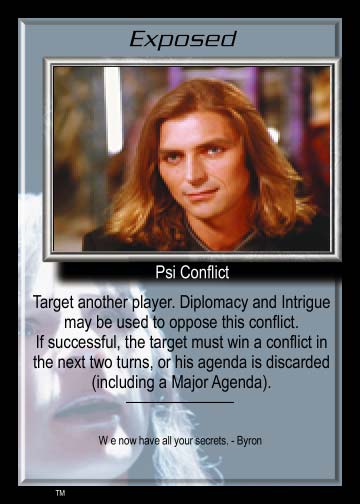 Exposed
Psi Conflict
Target another player. Diplomacy and Intrigue
may be used to oppose this conflict.
If successful, the target must win a conflict in
the next two turns, or his agenda is discarded
(including a Major Agenda).
We now have all your secrets. - Byron
TM